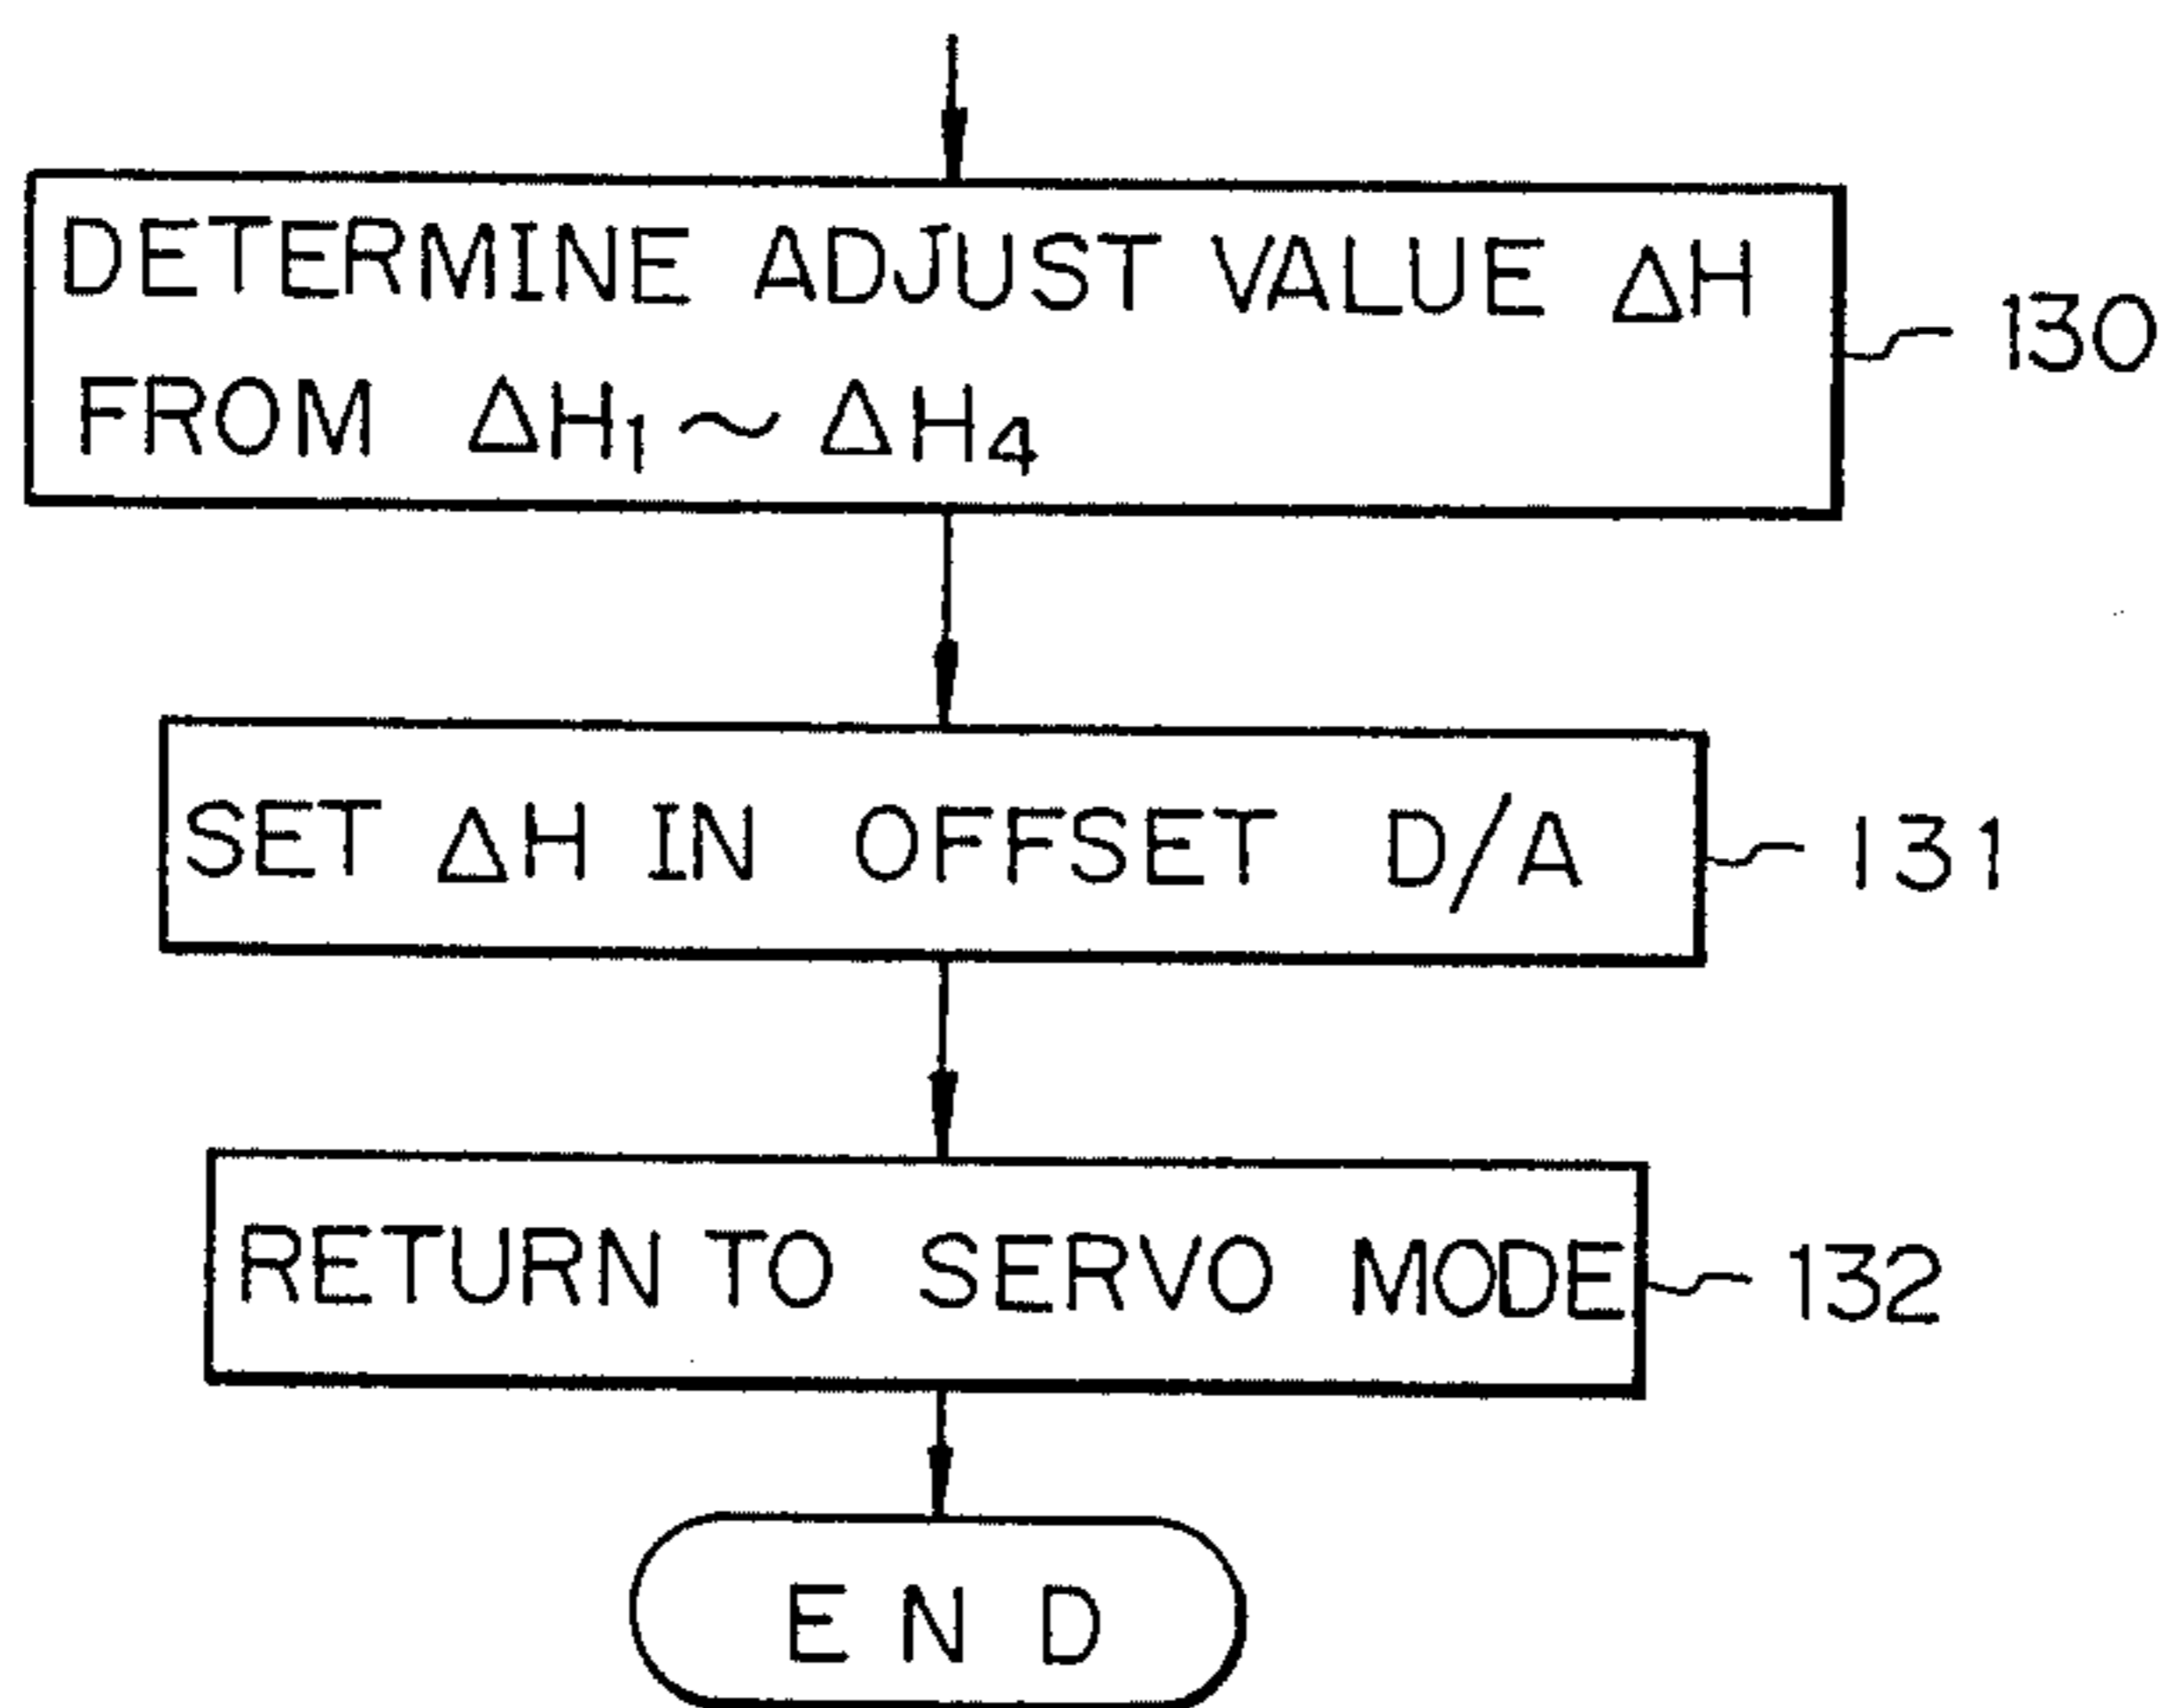 DETERMINE ADJUST VALUE ΔH
FROM ΔH₁~ΔH₄
130
SET ΔH IN OFFSET D/A
131
RETURN TO SERVO MODE
132
END